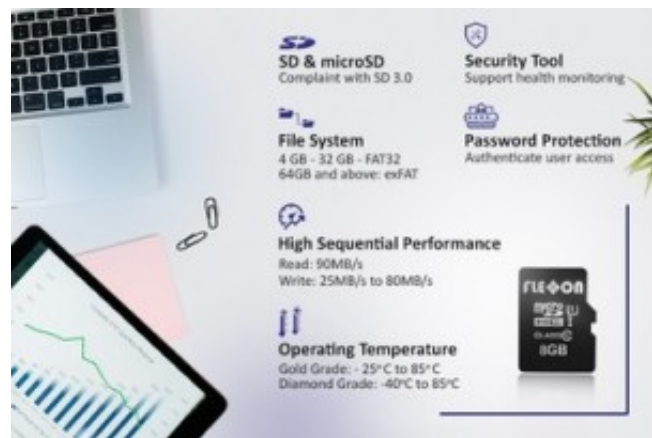 SD & microSD
Complaint with SD 3.0
Security Tool
Support health monitoring
File System
4 GB - 32 GB - FAT32
64GB and above: exFAT
Password Protection
Authenticate user access
High Sequential Performance
Read: 90MB/s
Write: 25MB/s to 80MB/s
Operating Temperature
Gold Grade: - 25°C to 85°C
Diamond Grade: -40°C to 85°C
FLEXON
8GB